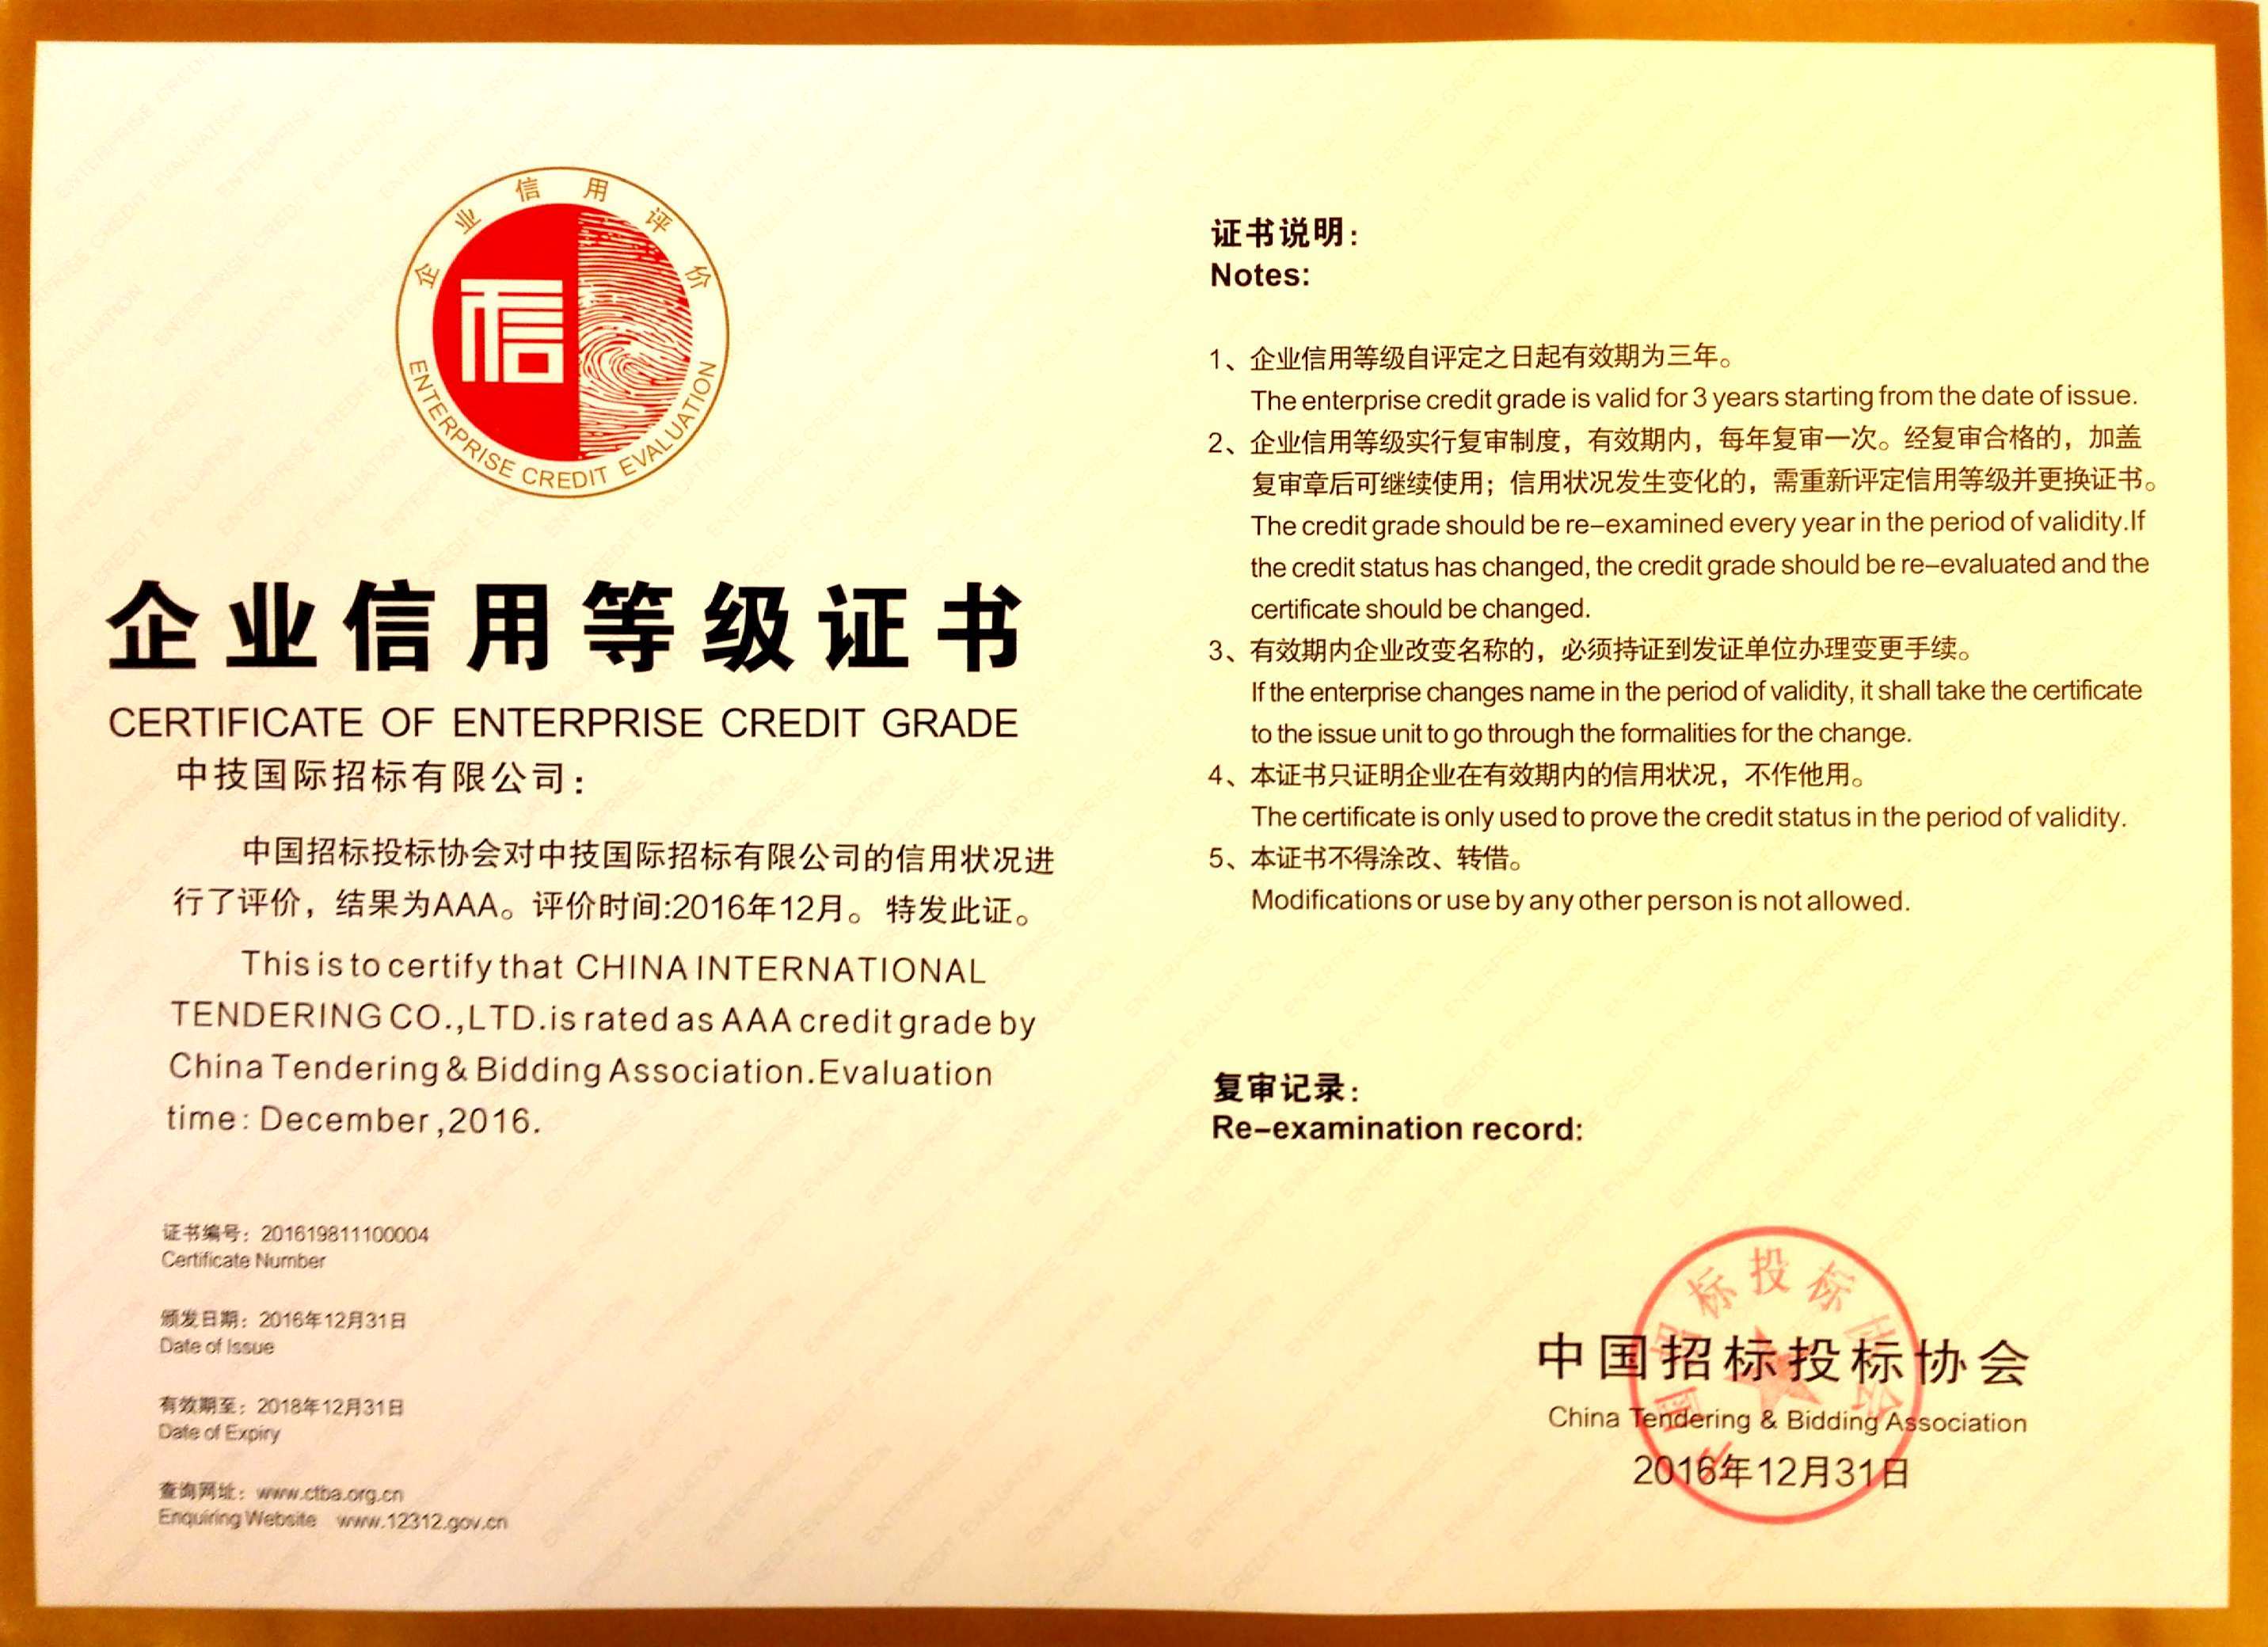 企业信用评价
ENTERPRISE CREDIT EVALUATION
信
企业信用等级证书
CERTIFICATE OF ENTERPRISE CREDIT GRADE
中技国际招标有限公司：
中国招标投标协会对中技国际招标有限公司的信用状况进
行了评价，结果为AAA。评价时间:2016年12月。特发此证。
This is to certify that CHINA INTERNATIONAL
TENDERING CO.,LTD.is rated as AAA credit grade by
China Tendering & Bidding Association.Evaluation
time: December ,2016.
证书编号：201619811100004
Certificate Number
颁发日期：2016年12月31日
Date of Issue
有效期至：2018年12月31日
Date of Expiry
查询网址：www.ctba.org.cn
Enquiring Website www.12312.gov.cn
证书说明：
Notes:
1、企业信用等级自评定之日起有效期为三年。
The enterprise credit grade is valid for 3 years starting from the date of issue.
2、企业信用等级实行复审制度，有效期内，每年复审一次。经复审合格的，加盖
复审章后可继续使用；信用状况发生变化的，需重新评定信用等级并更换证书。
The credit grade should be re-examined every year in the period of validity.If
the credit status has changed, the credit grade should be re-evaluated and the
certificate should be changed.
3、有效期内企业改变名称的，必须持证到发证单位办理变更手续。
If the enterprise changes name in the period of validity, it shall take the certificate
to the issue unit to go through the formalities for the change.
4、本证书只证明企业在有效期内的信用状况，不作他用。
The certificate is only used to prove the credit status in the period of validity.
5、本证书不得涂改、转借。
Modifications or use by any other person is not allowed.
复审记录：
Re-examination record:
中国招标投标协会
中国招标投标协会
China Tendering & Bidding Association
2016年12月31日